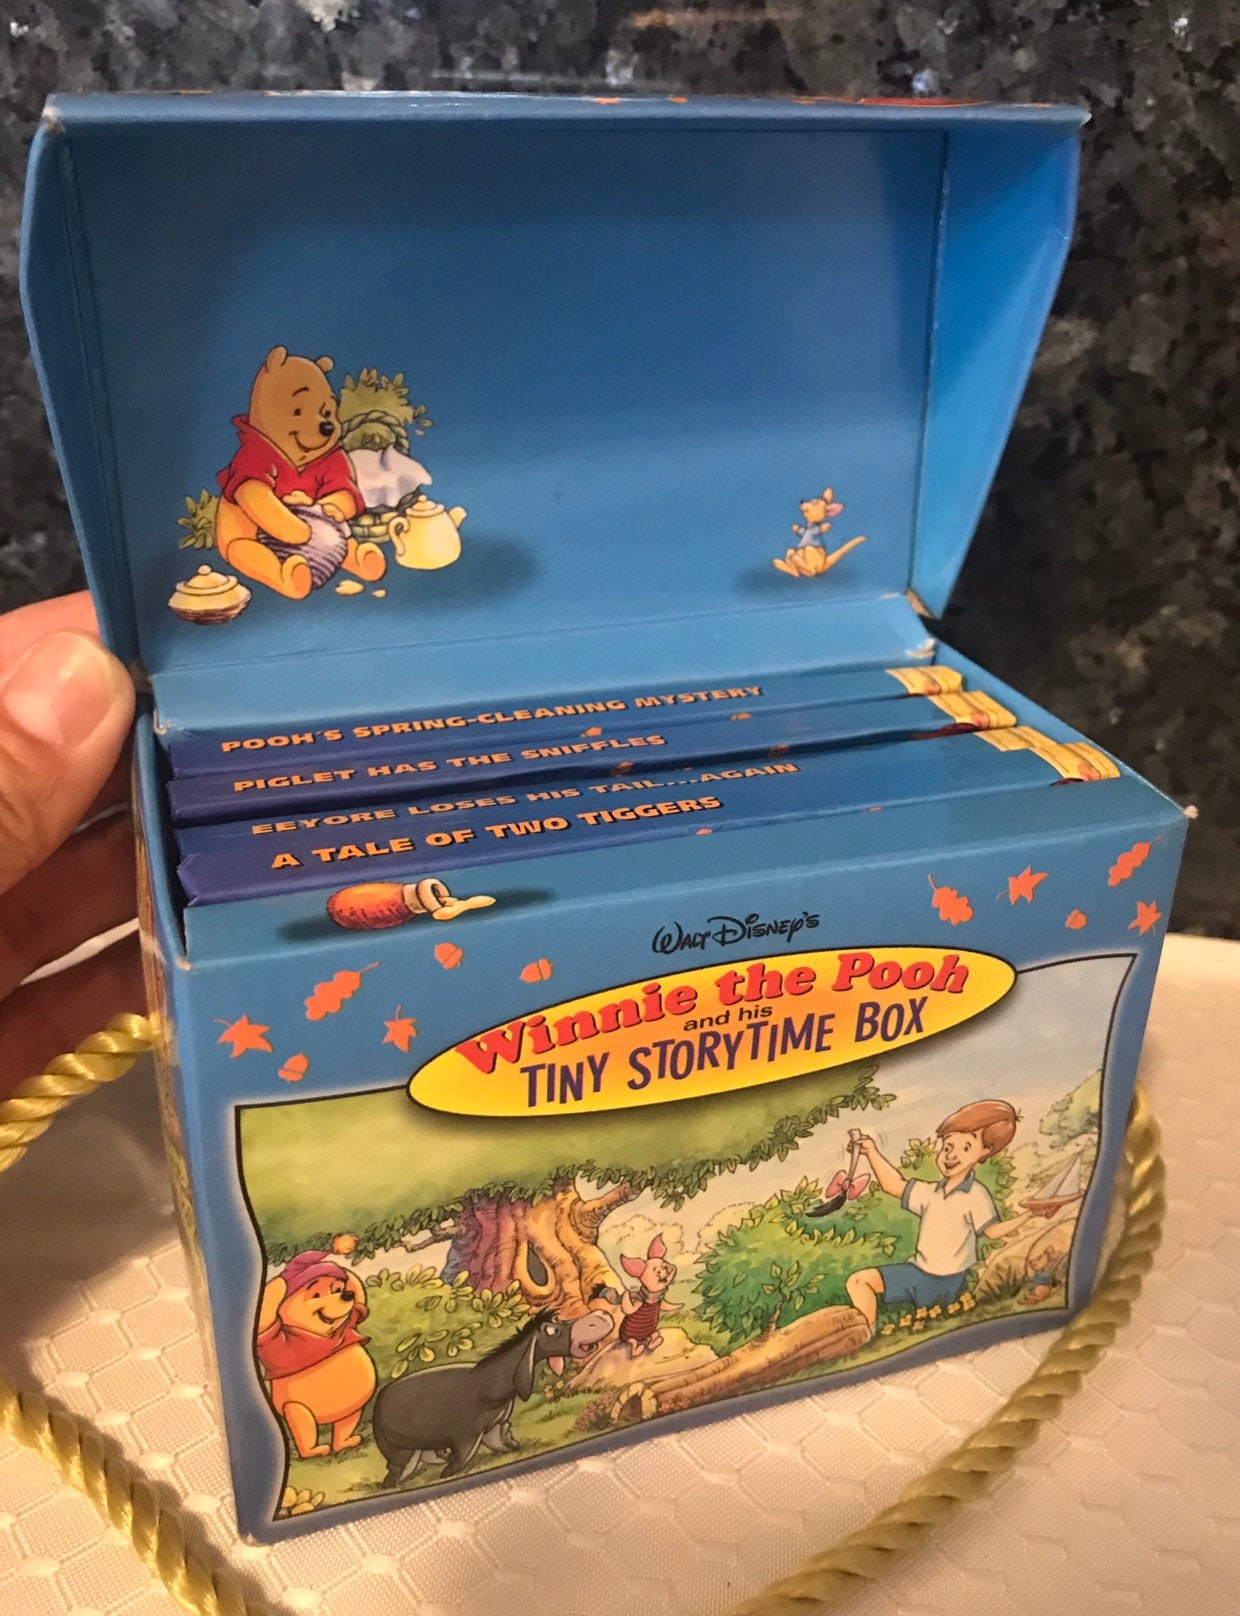 POOH'S SPRING-CLEANING MYSTERY
PIGLET HAS THE SNIFFLES
EEYORE LOSES HIS TAIL...AGAIN
A TALE OF TWO TIGGERS
WALT DISNEY'S
Winnie the Pooh
and his
TINY STORYTIME BOX